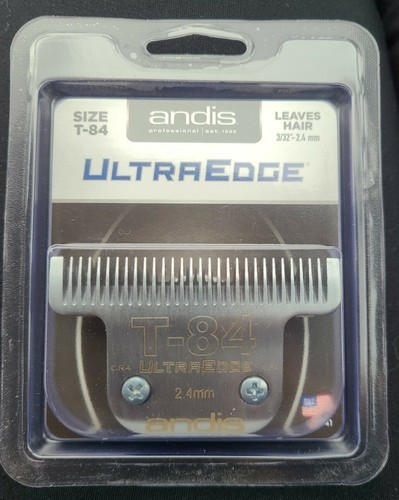 SIZE
T-84
andis
professional | est. 1922
LEAVES
HAIR
3/32"-2.4 mm
ULTRAEDGE
T-84
ULTRAEDGE
2.4mm
andis